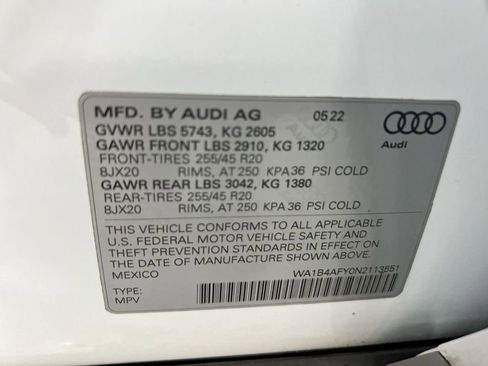 MFD. BY AUDI AG 05 22
GVWR LBS 5743, KG 2605
GAWR FRONT LBS 2910, KG 1320
FRONT-TIRES 255/45 R20
8JX20 RIMS, AT 250 KPA 36 PSI COLD
GAWR REAR LBS 3042, KG 1380
REAR-TIRES 255/45 R20
8JX20 RIMS, AT 250 KPA 36 PSI COLD
Audi
THIS VEHICLE CONFORMS TO ALL APPLICABLE
U.S. FEDERAL MOTOR VEHICLE SAFETY AND
THEFT PREVENTION STANDARDS IN EFFECT ON
THE DATE OF MANUFACTURE SHOWN ABOVE.
MEXICO WA1B4AFY0N2113551
TYPE:
MPV